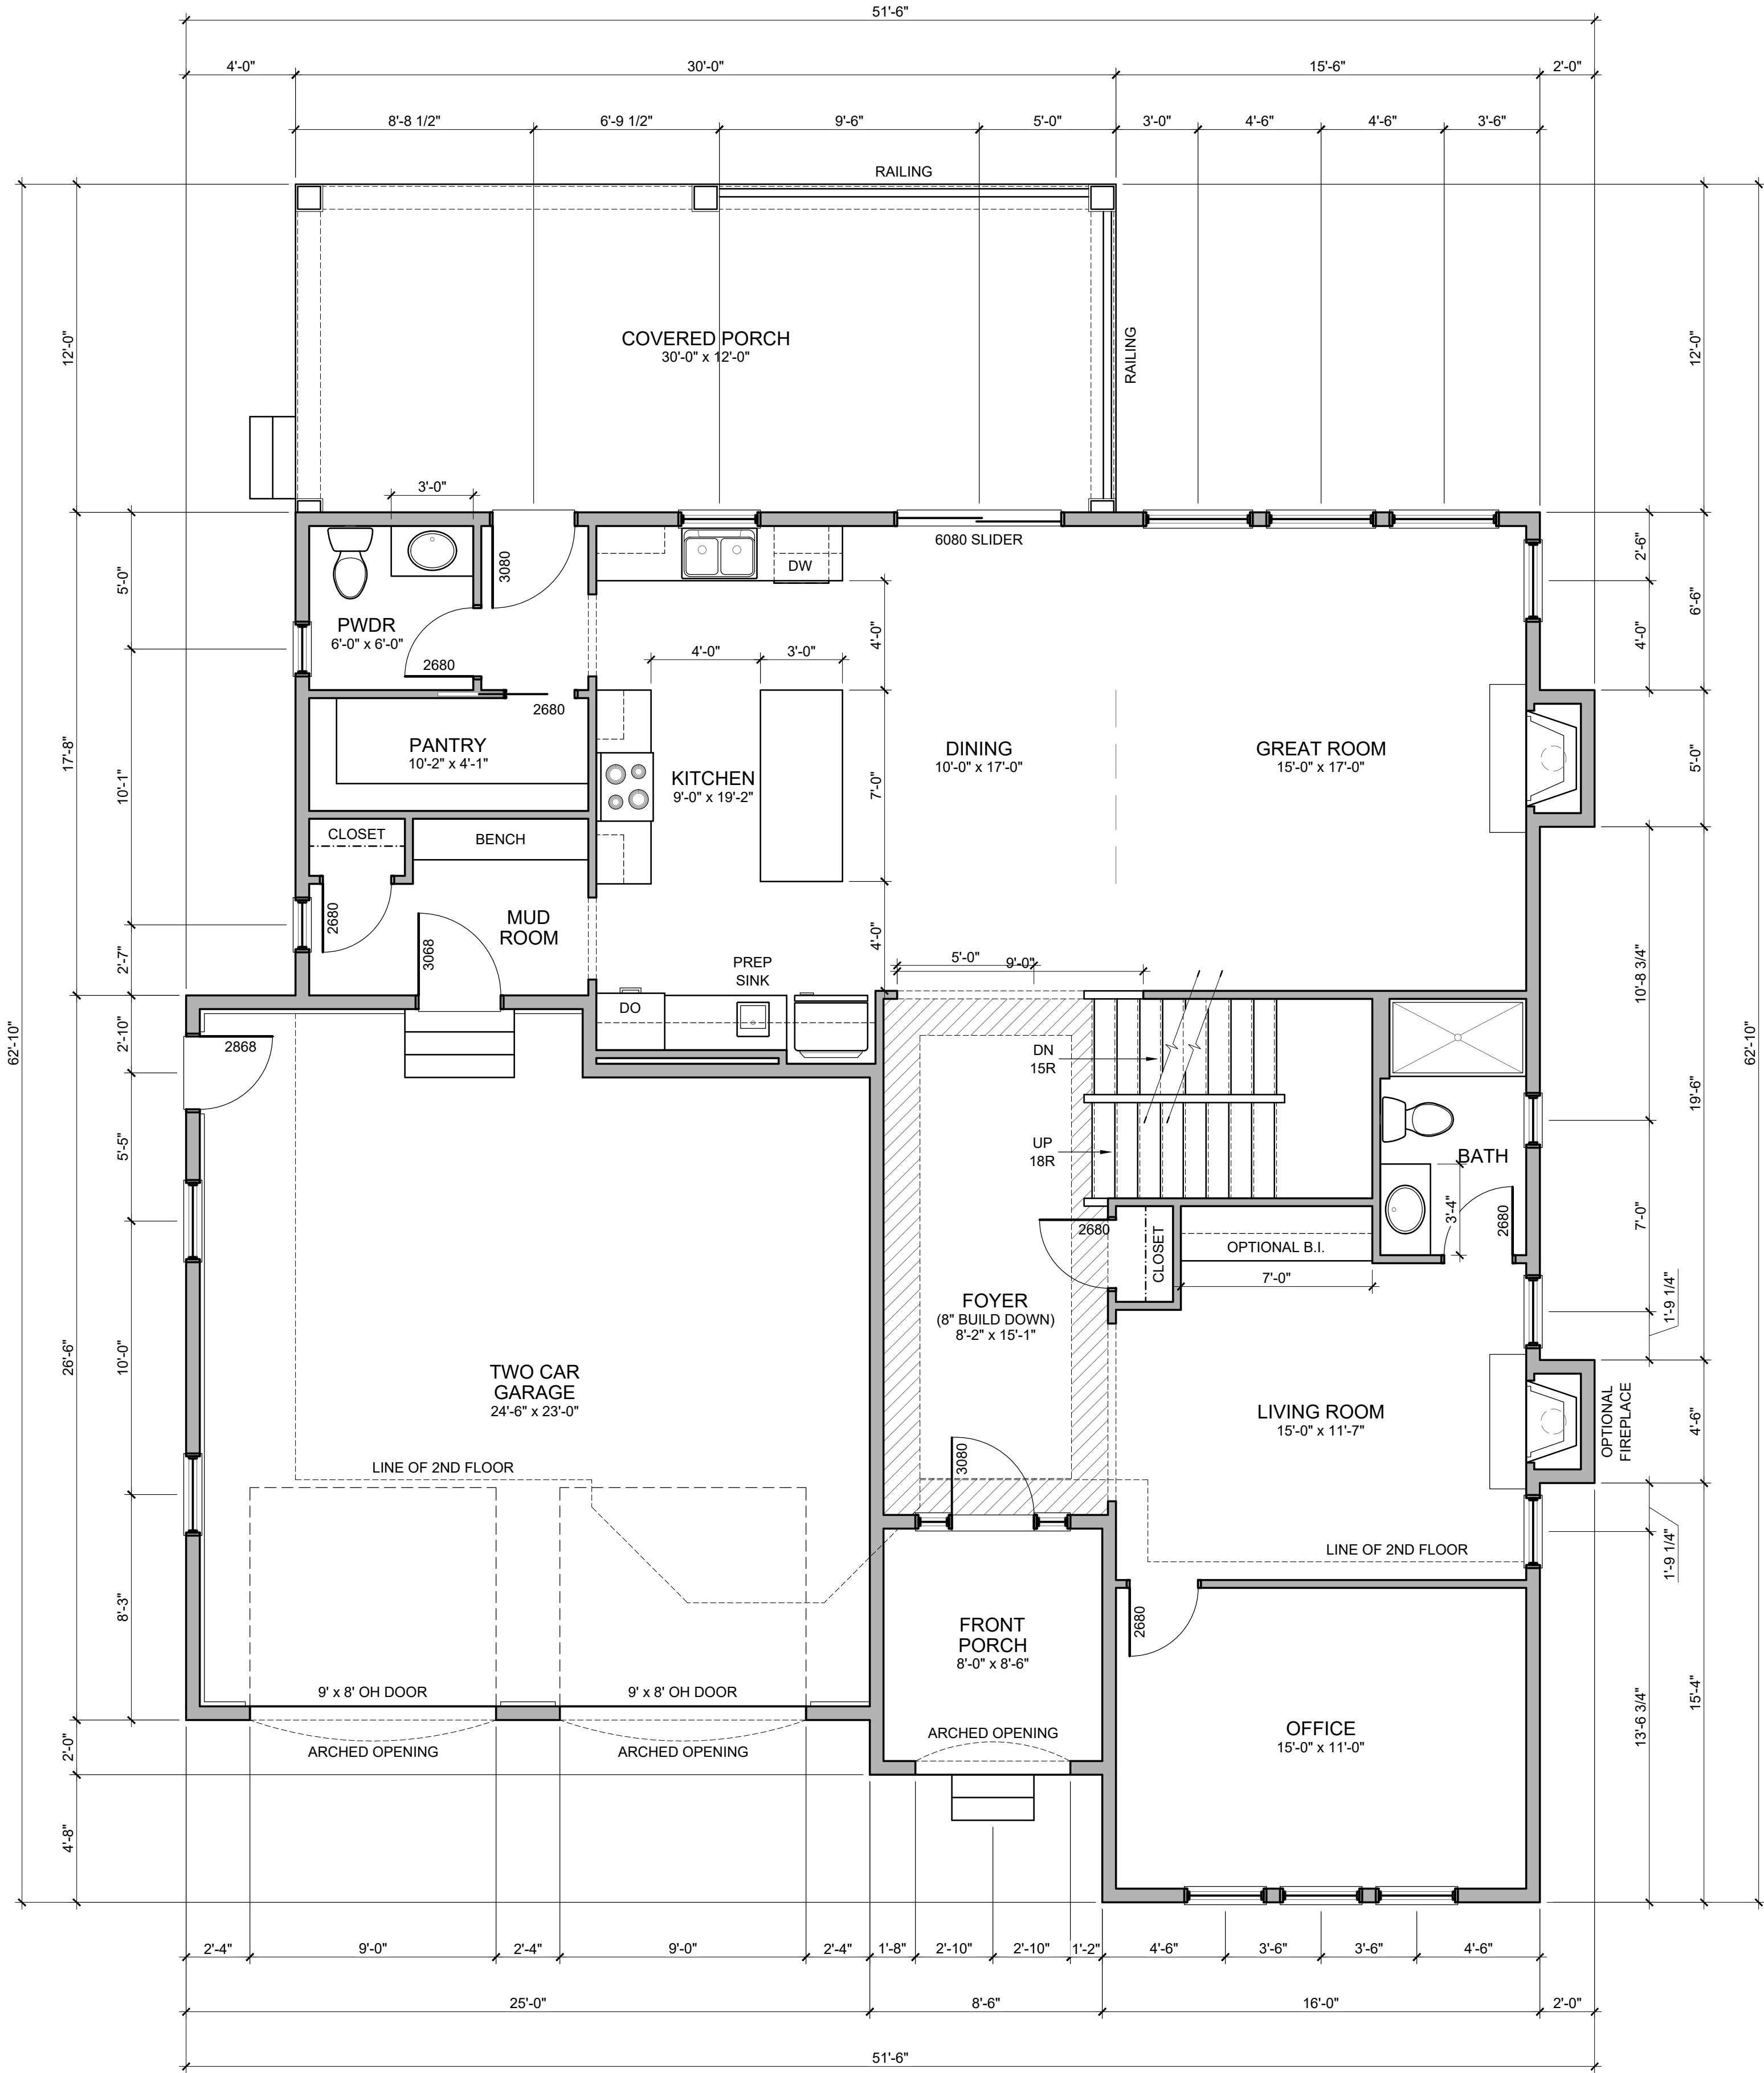 51'-6"
4'-0"
30'-0"
15'-6"
2'-0"
8'-8 1/2"
6'-9 1/2"
9'-6"
5'-0"
3'-0"
4'-6"
4'-6"
3'-6"
RAILING
COVERED PORCH
30'-0" x 12'-0"
RAILING
12'-0"
12'-0"
62'-10"
62'-10"
3'-0"
3080
6080 SLIDER
DW
PWDR
6'-0" x 6'-0"
2680
5'-0"
2'-6"
6'-6"
4'-0"
4'-0"
4'-0"
3'-0"
2680
PANTRY
10'-2" x 4'-1"
KITCHEN
9'-0" x 19'-2"
7'-0"
DINING
10'-0" x 17'-0"
GREAT ROOM
15'-0" x 17'-0"
5'-0"
17'-8"
10'-1"
CLOSET
BENCH
2680
MUD
ROOM
3068
4'-0"
2'-7"
PREP
SINK
5'-0"
9'-0"
10'-8 3/4"
DO
2868
2'-10"
DN
15R
UP
18R
19'-6"
5'-5"
BATH
3'-4"
2680
7'-0"
2680
CLOSET
OPTIONAL B.I.
7'-0"
1'-9 1/4"
FOYER
(8" BUILD DOWN)
8'-2" x 15'-1"
26'-6"
10'-0"
TWO CAR
GARAGE
24'-6" x 23'-0"
LIVING ROOM
15'-0" x 11'-7"
OPTIONAL
FIREPLACE
4'-6"
LINE OF 2ND FLOOR
3080
LINE OF 2ND FLOOR
1'-9 1/4"
8'-3"
2680
FRONT
PORCH
8'-0" x 8'-6"
9' x 8' OH DOOR
9' x 8' OH DOOR
ARCHED OPENING
ARCHED OPENING
ARCHED OPENING
OFFICE
15'-0" x 11'-0"
13'-6 3/4"
15'-4"
2'-0"
4'-8"
2'-4"
9'-0"
2'-4"
9'-0"
2'-4"
1'-8"
2'-10"
2'-10"
1'-2"
4'-6"
3'-6"
3'-6"
4'-6"
25'-0"
8'-6"
16'-0"
2'-0"
51'-6"